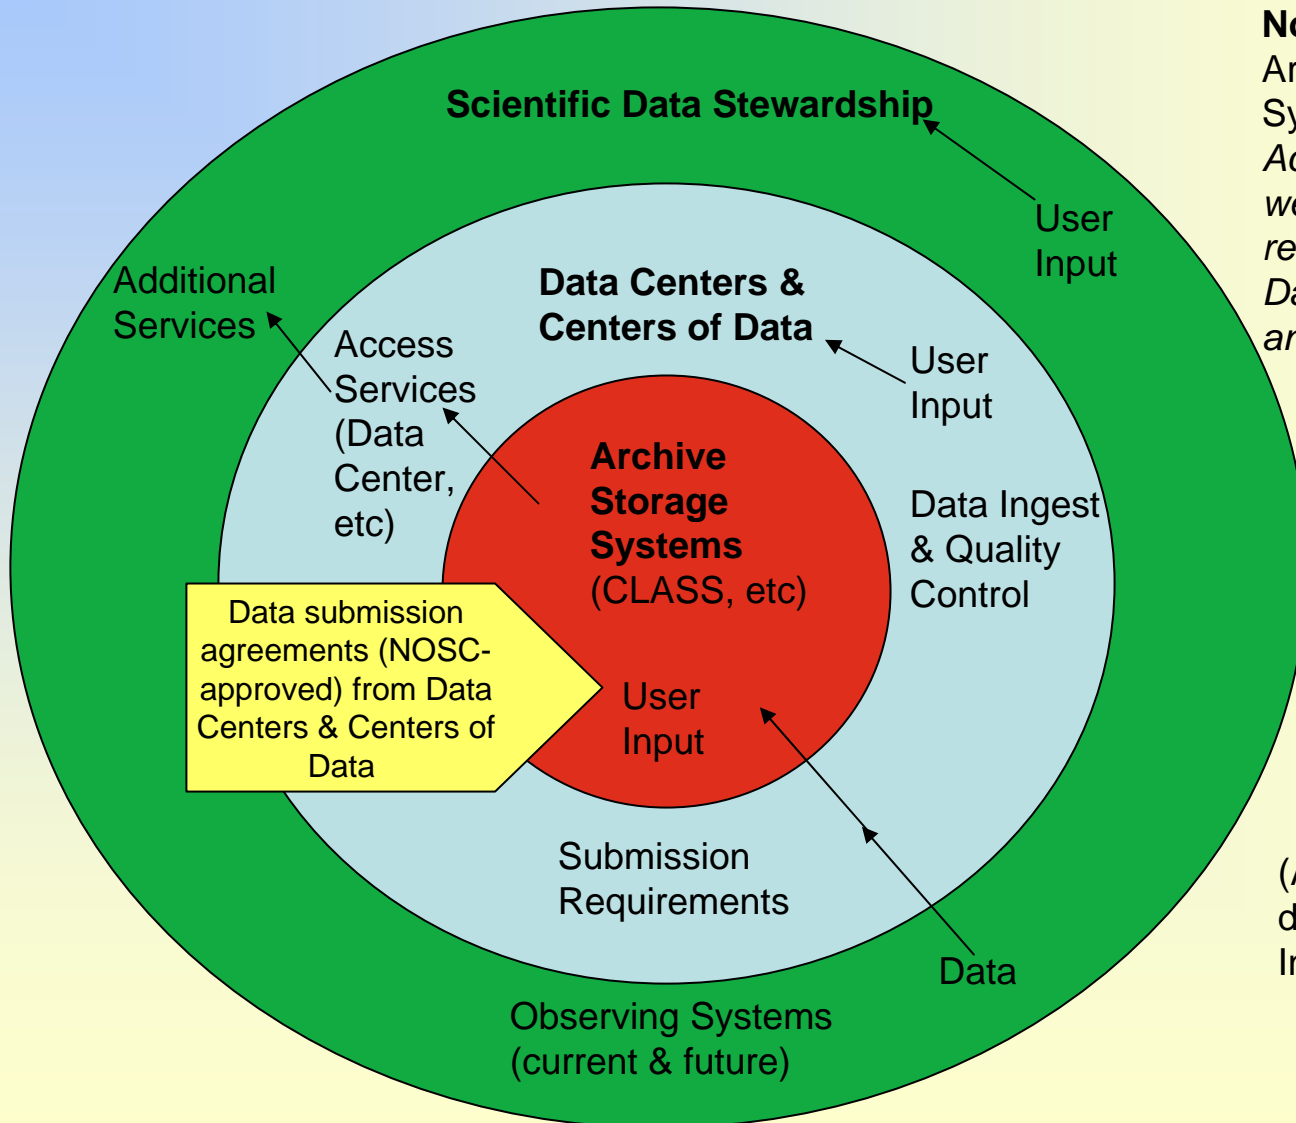 Scientific Data Stewardship
User
Input
Additional
Services
Data Centers &
Centers of Data
Access
Services
(Data
Center,
etc)
User
Input
Archive
Storage
Systems
(CLASS, etc)
Data Ingest
& Quality
Control
Data submission
agreements (NOSC-
approved) from Data
Centers & Centers of
Data
User
Input
Submission
Requirements
Data
Observing Systems
(current & future)